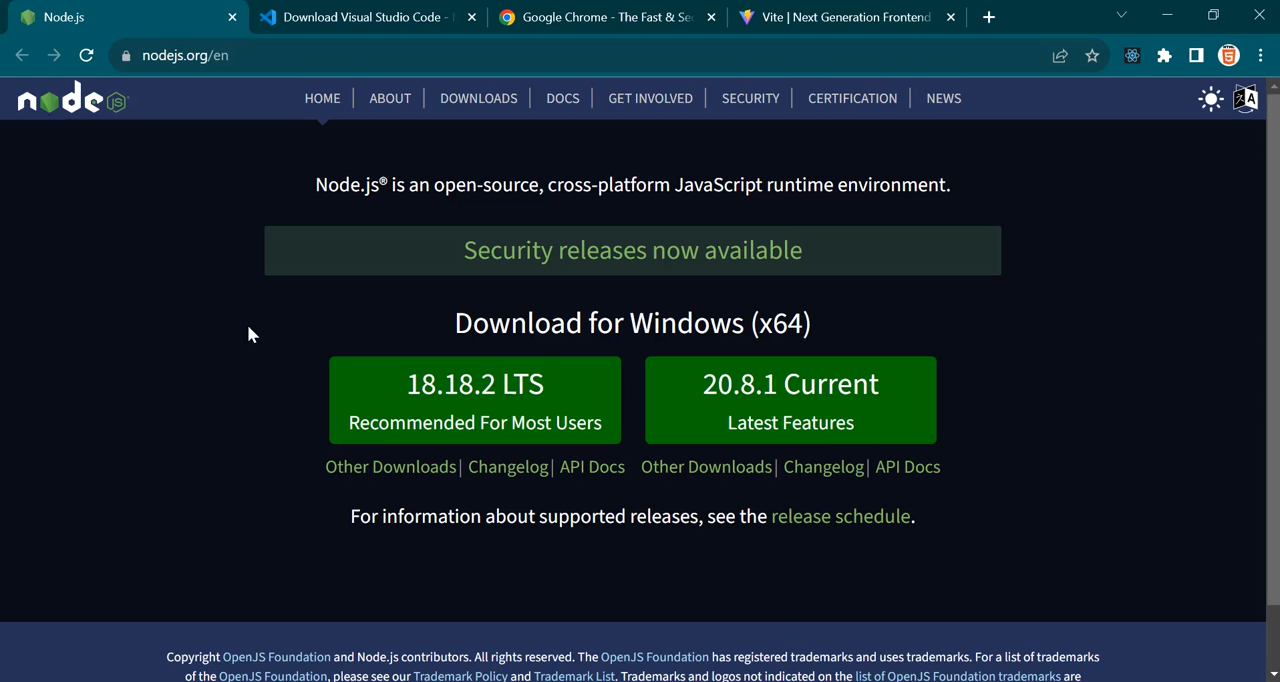 Node.js
Download Visual Studio Code -
Google Chrome - The Fast & Se
Vite | Next Generation Frontend
nodejs.org/en
node JS
HOME ABOUT DOWNLOADS DOCS GET INVOLVED SECURITY CERTIFICATION NEWS
Node.js® is an open-source, cross-platform JavaScript runtime environment.
Security releases now available
Download for Windows (x64)
18.18.2 LTS
Recommended For Most Users
20.8.1 Current
Latest Features
Other Downloads| Changelog| API Docs
Other Downloads| Changelog| API Docs
For information about supported releases, see the release schedule.
Copyright OpenJS Foundation and Node.js contributors. All rights reserved. The OpenJS Foundation has registered trademarks and uses trademarks. For a list of trademarks
of the OpenJS Foundation, please see our Trademark Policy and Trademark List. Trademarks and logos not indicated on the list of OpenJS Foundation trademarks are